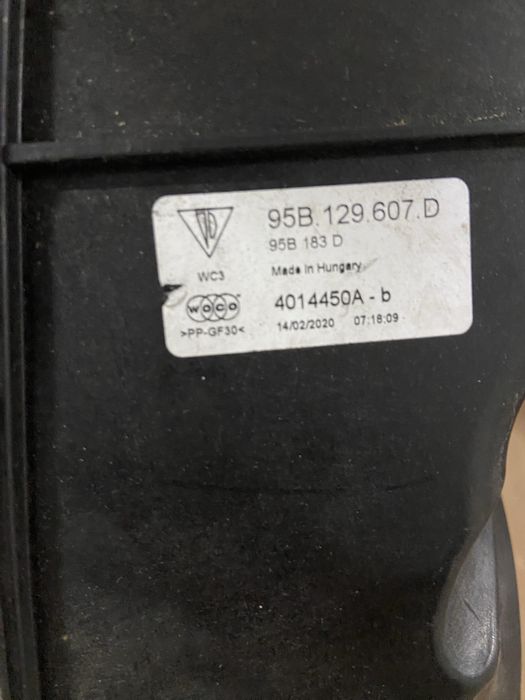 95B.129.607.D
95B 183 D
WC3
Made in Hungary
WOCO
4014450A - b
>PP-GF30<
14/02/2020 07:18:09